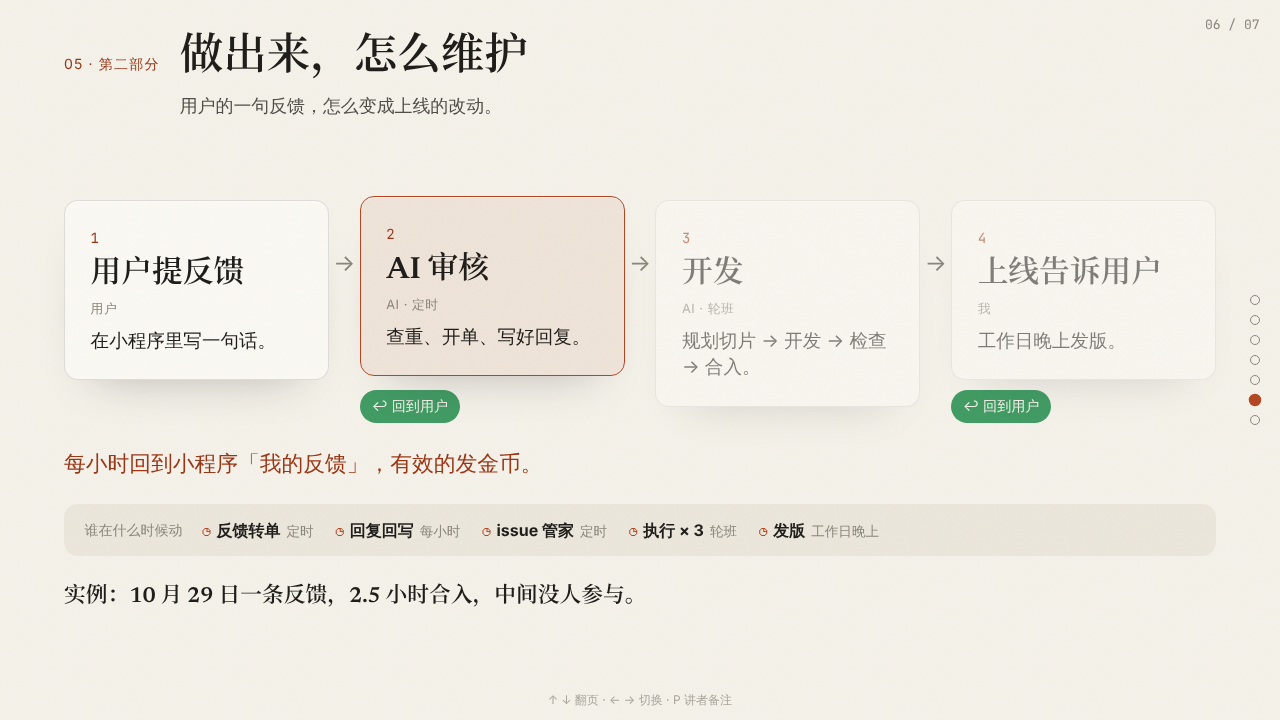 06 / 07
05 · 第二部分
做出来，怎么维护
用户的一句反馈，怎么变成上线的改动。
1
用户提反馈
用户
在小程序里写一句话。
→
2
AI 审核
AI · 定时
查重、开单、写好回复。
↩ 回到用户
→
3
开发
AI · 轮班
规划切片 → 开发 → 检查
→ 合入。
→
4
上线告诉用户
我
工作日晚上发版。
↩ 回到用户
每小时回到小程序「我的反馈」，有效的发金币。
谁在什么时候动 ◷ 反馈转单 定时 ◷ 回复回写 每小时 ◷ issue 管家 定时 ◷ 执行 × 3 轮班 ◷ 发版 工作日晚上
实例：10 月 29 日一条反馈，2.5 小时合入，中间没人参与。
↑ ↓ 翻页 · ← → 切换 · P 讲者备注